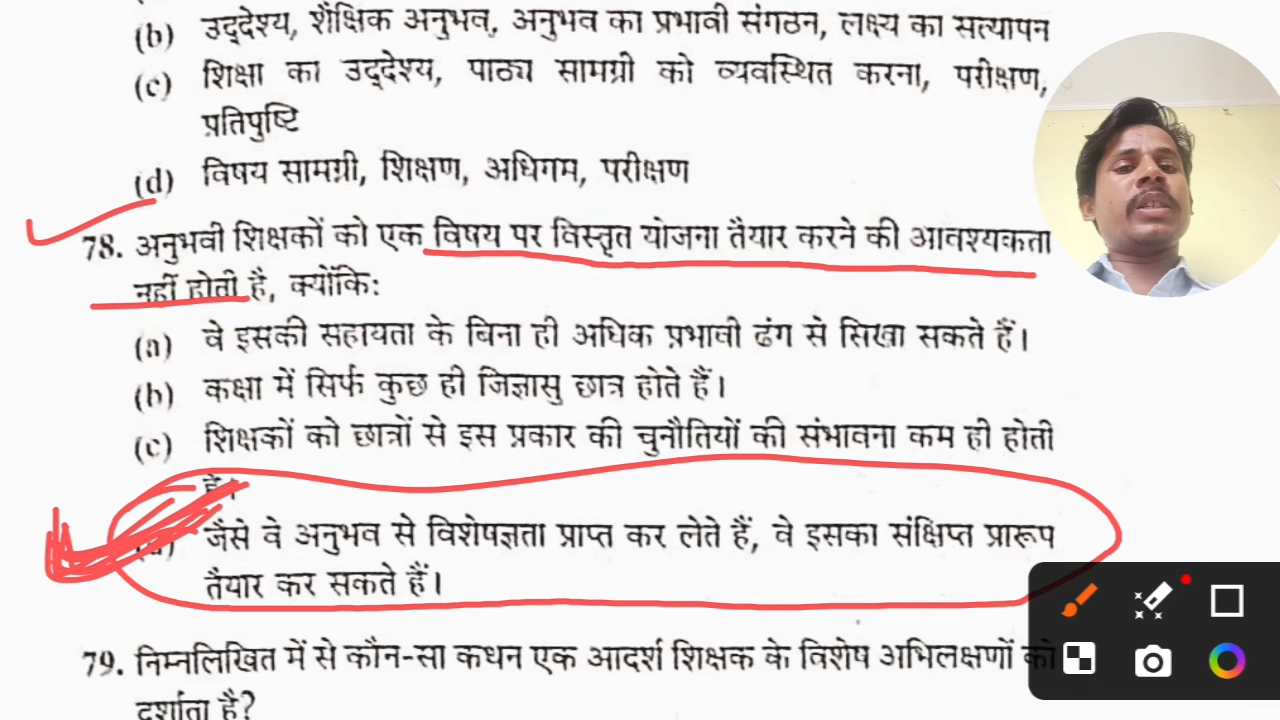 (b) उद्देश्य, शैक्षिक अनुभव, अनुभव का प्रभावी संगठन, लक्ष्य का सत्यापन
(c) शिक्षा का उद्देश्य, पाठ्य सामग्री को व्यवस्थित करना, परीक्षण,
प्रतिपुष्टि
(d) विषय सामग्री, शिक्षण, अधिगम, परीक्षण
78. अनुभवी शिक्षकों को एक विषय पर विस्तृत योजना तैयार करने की आवश्यकता
नहीं होती है, क्योंकि:
(a) वे इसकी सहायता के बिना ही अधिक प्रभावी ढंग से सिखा सकते हैं।
(b) कक्षा में सिर्फ कुछ ही जिज्ञासु छात्र होते हैं।
(c) शिक्षकों को छात्रों से इस प्रकार की चुनौतियों की संभावना कम ही होती
है।
(d) जैसे वे अनुभव से विशेषज्ञता प्राप्त कर लेते हैं, वे इसका संक्षिप्त प्रारूप
तैयार कर सकते हैं।
79. निम्नलिखित में से कौन-सा कथन एक आदर्श शिक्षक के विशेष अभिलक्षणों को
दर्शाता है?